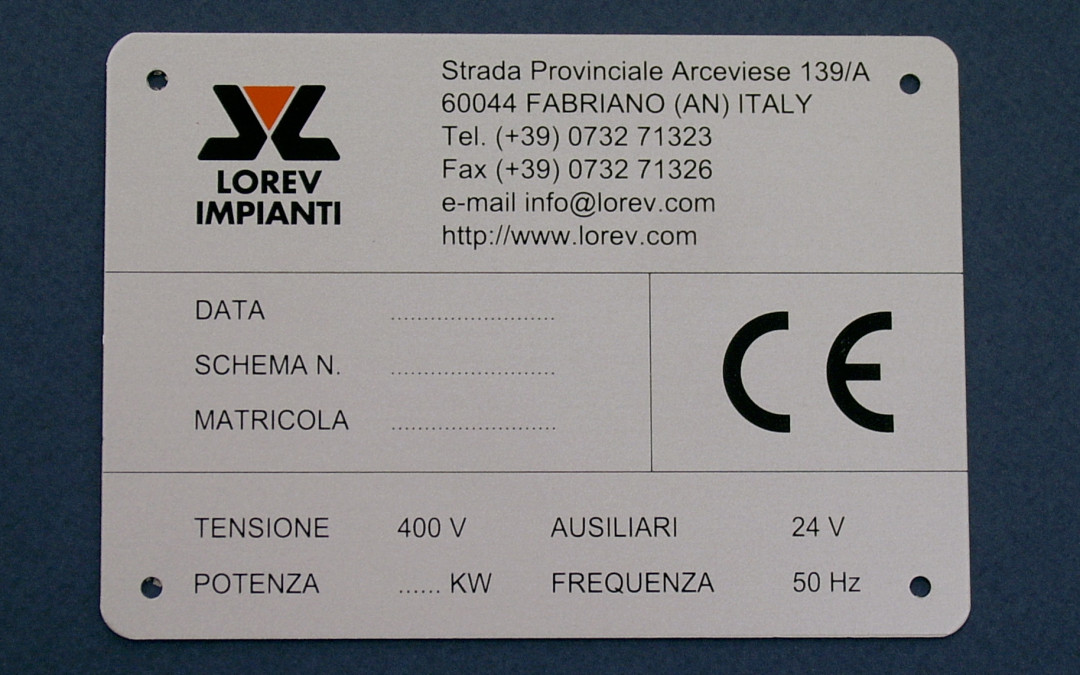 LOREV
IMPIANTI
Strada Provinciale Arceviese 139/A
60044 FABRIANO (AN) ITALY
Tel. (+39) 0732 71323
Fax (+39) 0732 71326
e-mail info@lorev.com
http://www.lorev.com
DATA .........................
SCHEMA N. .........................
MATRICOLA .........................
CE
TENSIONE 400 V AUSILIARI 24 V
POTENZA ...... KW FREQUENZA 50 Hz